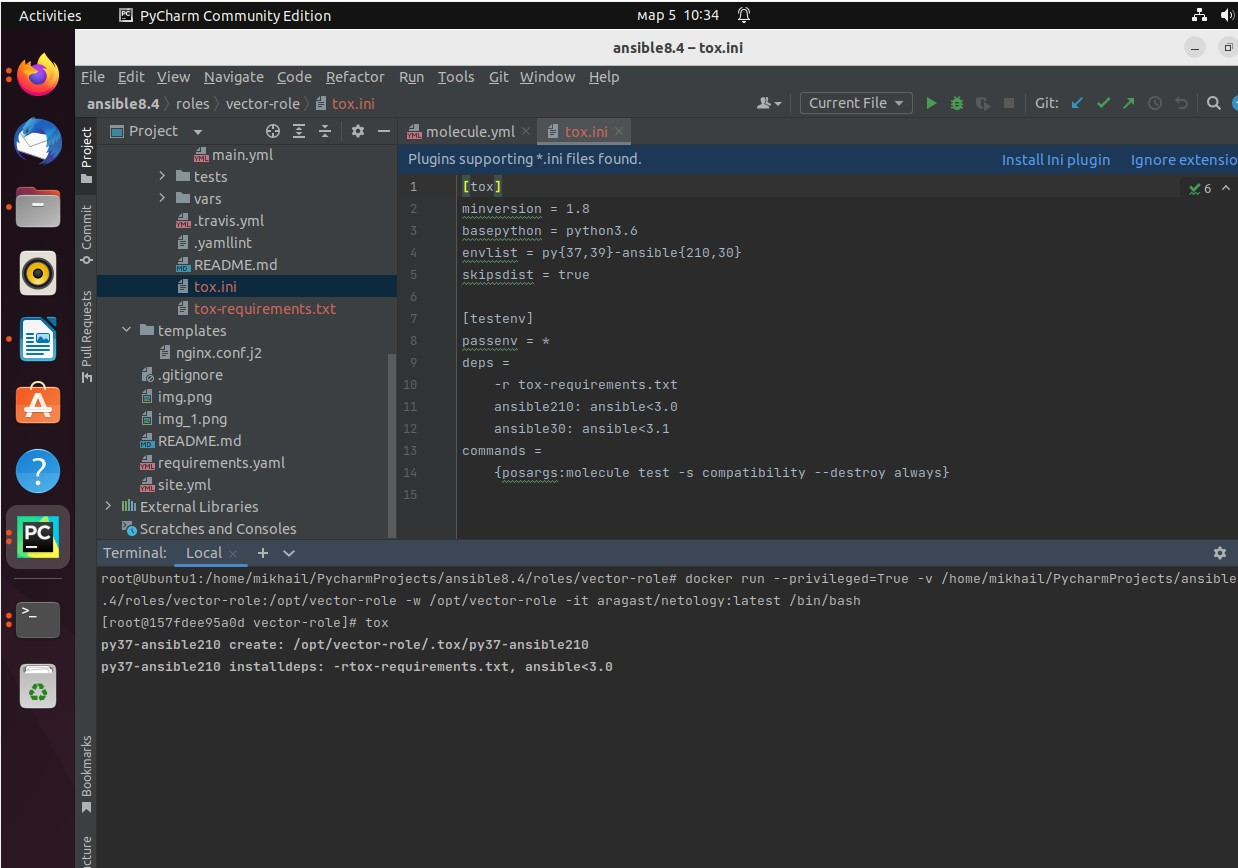 Activities
PyCharm Community Edition
мар 5 10:34
ansible8.4 – tox.ini
File Edit View Navigate Code Refactor Run Tools Git Window Help
ansible8.4 roles vector-role tox.ini
Current File
Git:
Project
molecule.yml
tox.ini
Plugins supporting *.ini files found.
Install Ini plugin
Ignore extensio
Project
Commit
Pull Requests
Bookmarks
cture
main.yml
tests
vars
.travis.yml
.yamllint
README.md
tox.ini
tox-requirements.txt
templates
nginx.conf.j2
.gitignore
img.png
img_1.png
README.md
requirements.yaml
site.yml
External Libraries
Scratches and Consoles
6
1 [tox]
2 minversion = 1.8
3 basepython = python3.6
4 envlist = py{37,39}-ansible{210,30}
5 skipsdist = true
6
7 [testenv]
8 passenv = *
9 deps =
10 -r tox-requirements.txt
11 ansible210: ansible<3.0
12 ansible30: ansible<3.1
13 commands =
14 {posargs:molecule test -s compatibility --destroy always}
15
Terminal: Local
root@Ubuntu1:/home/mikhail/PycharmProjects/ansible8.4/roles/vector-role# docker run --privileged=True -v /home/mikhail/PycharmProjects/ansible
.4/roles/vector-role:/opt/vector-role -w /opt/vector-role -it aragast/netology:latest /bin/bash
[root@157fdee95a0d vector-role]# tox
py37-ansible210 create: /opt/vector-role/.tox/py37-ansible210
py37-ansible210 installdeps: -rtox-requirements.txt, ansible<3.0